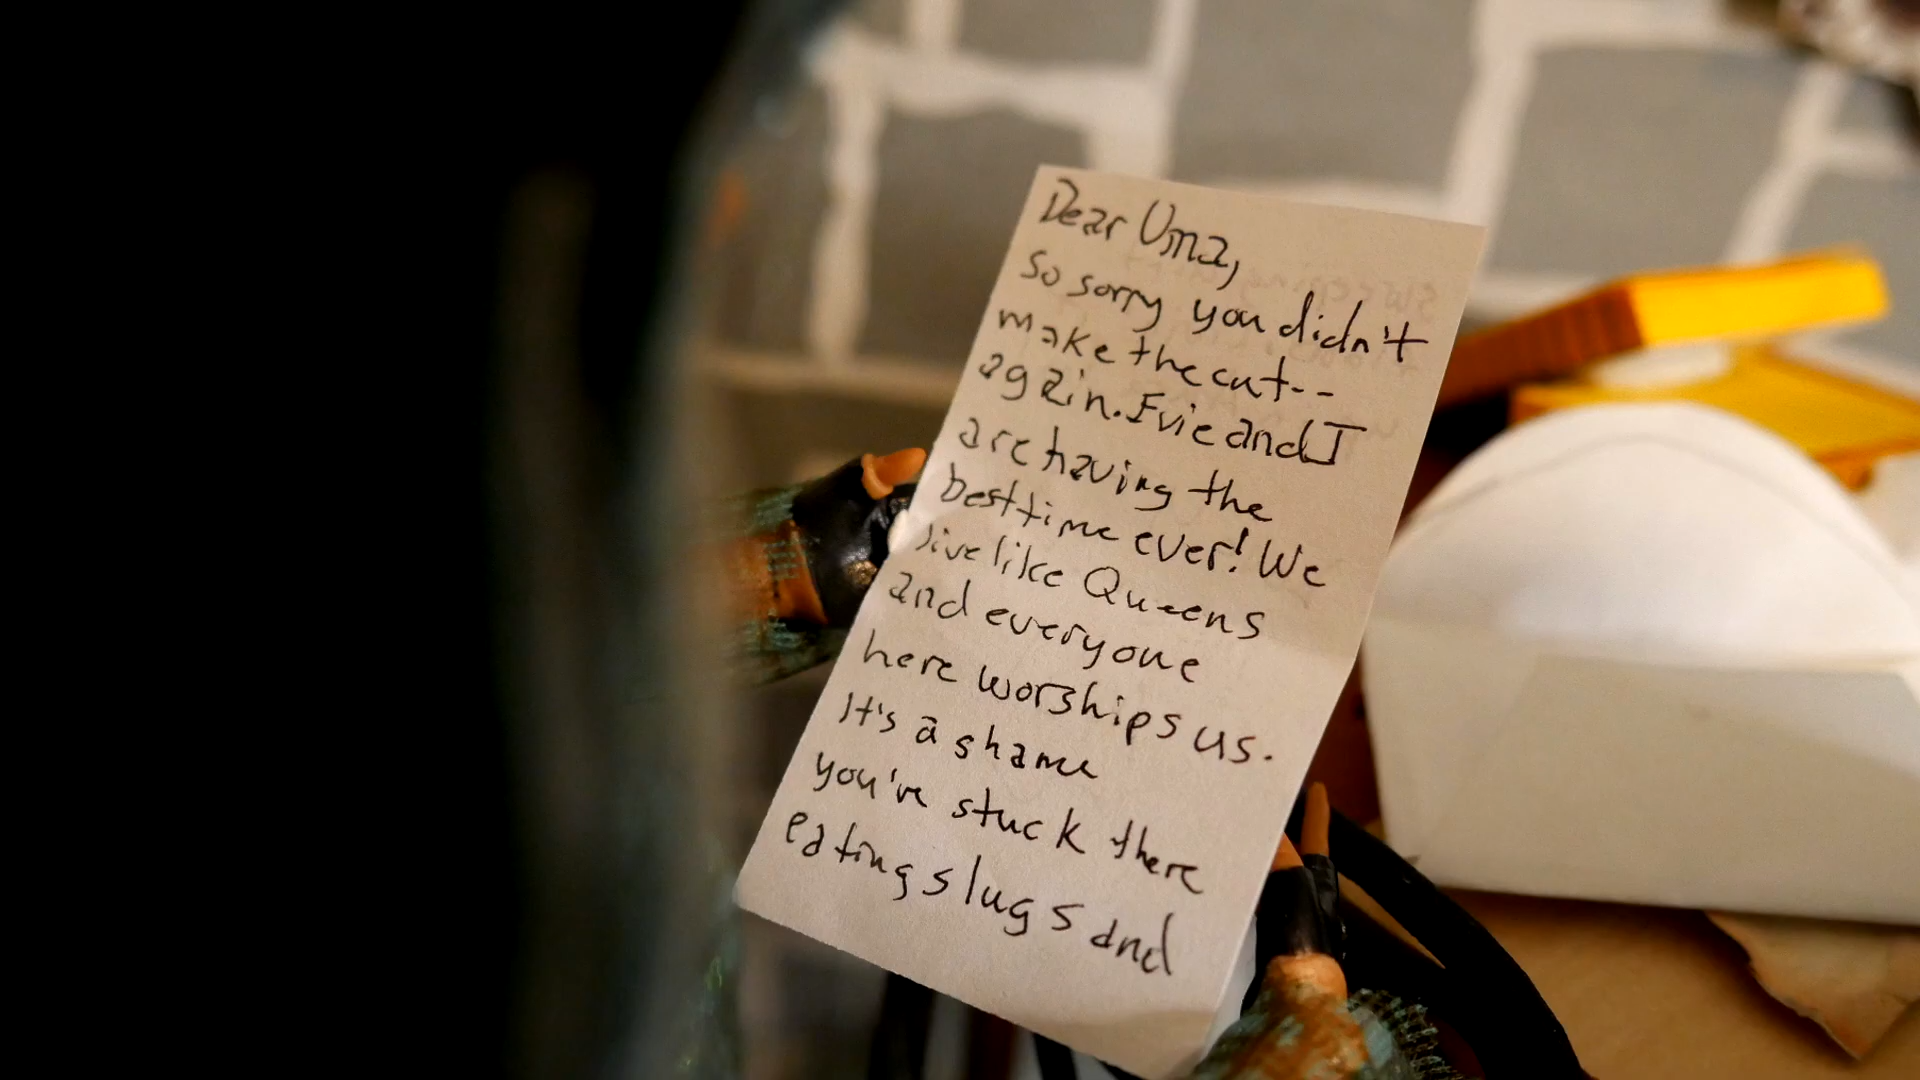 Dear Uma,
So sorry you didn't
make the cut--
again. Evie and I
are having the
best time ever! We
live like Queens
and everyone
here worships us.
It's a shame
you're stuck there
eating slugs and